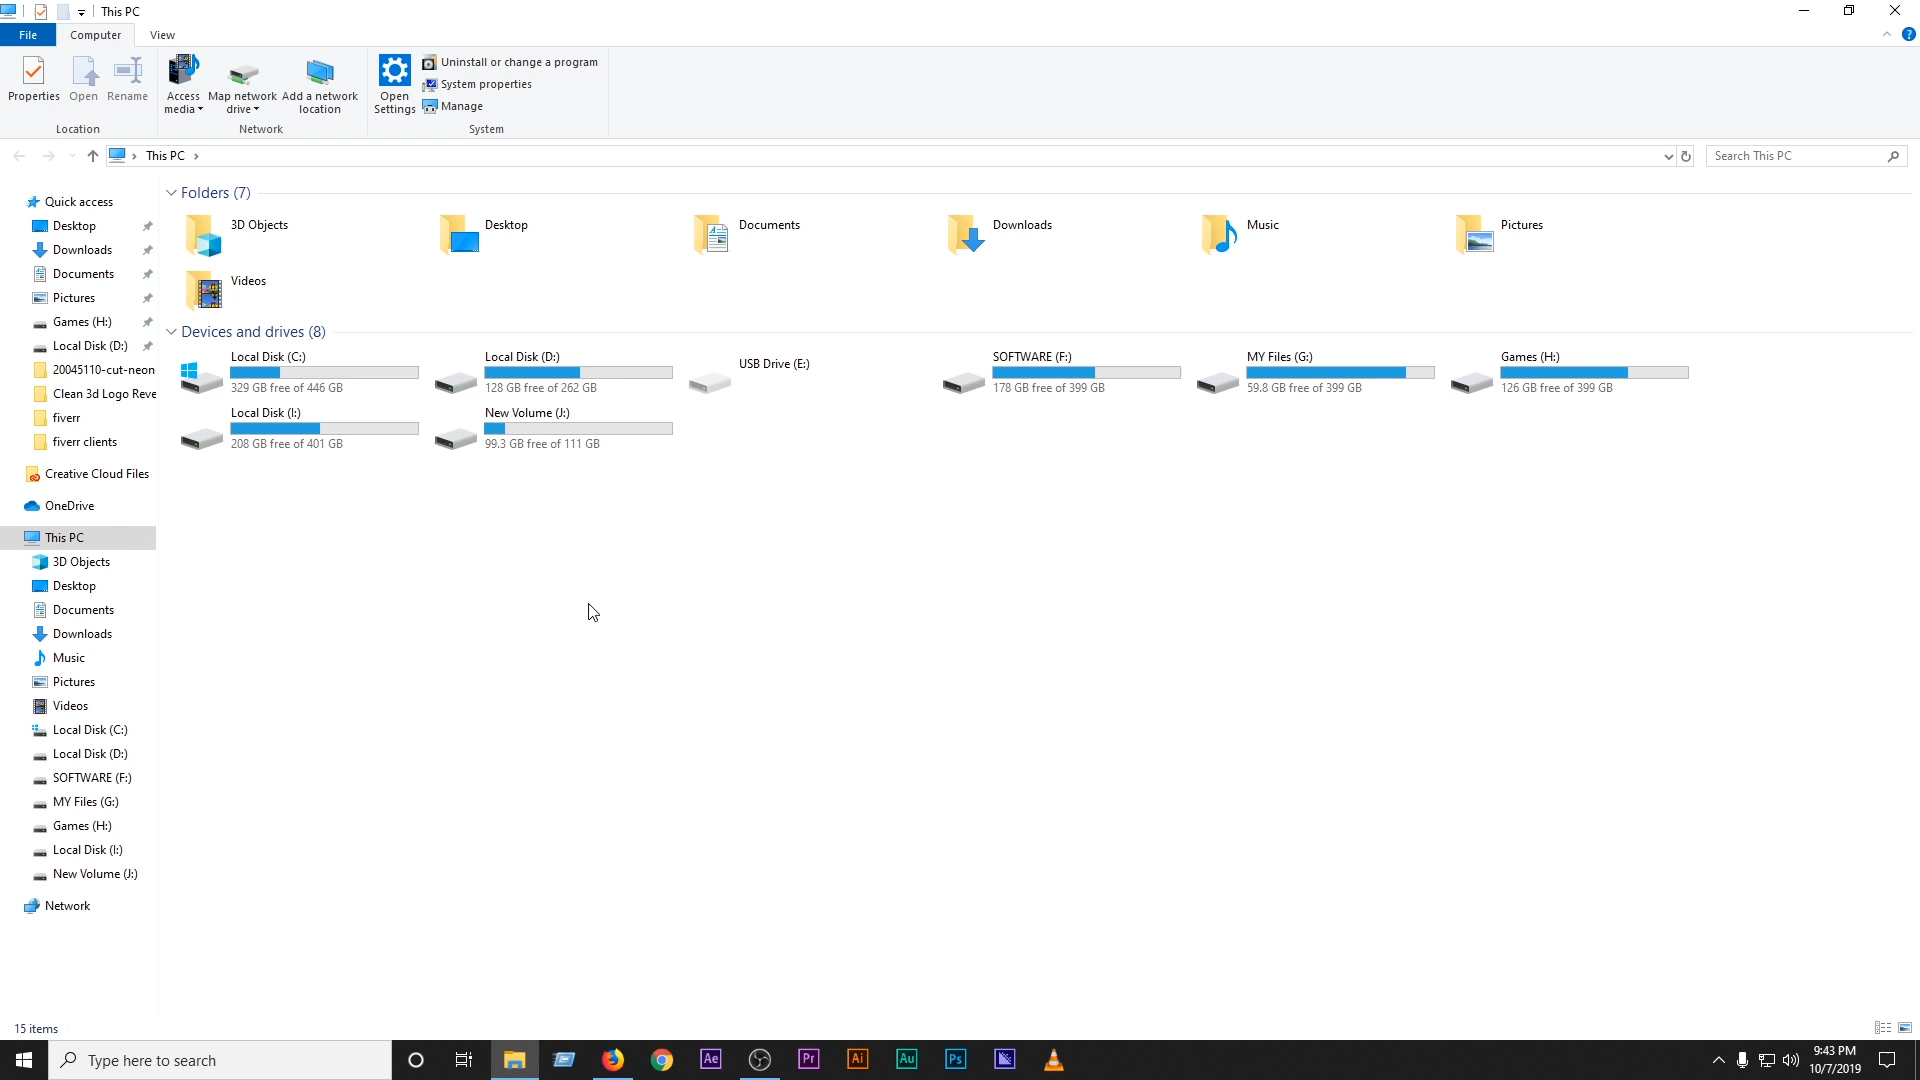 This PC
File
Computer
View
Properties
Open
Rename
Access media
Map network drive
Add a network location
Open Settings
Uninstall or change a program
System properties
Manage
Location
Network
System
This PC
Search This PC
Quick access
Desktop
Downloads
Documents
Pictures
Games (H:)
Local Disk (D:)
20045110-cut-neon
Clean 3d Logo Reve
fiverr
fiverr clients
Creative Cloud Files
OneDrive
This PC
3D Objects
Desktop
Documents
Downloads
Music
Pictures
Videos
Local Disk (C:)
Local Disk (D:)
SOFTWARE (F:)
MY Files (G:)
Games (H:)
Local Disk (I:)
New Volume (J:)
Network
Folders (7)
3D Objects
Desktop
Documents
Downloads
Music
Pictures
Videos
Devices and drives (8)
Local Disk (C:)
329 GB free of 446 GB
Local Disk (D:)
128 GB free of 262 GB
USB Drive (E:)
SOFTWARE (F:)
178 GB free of 399 GB
MY Files (G:)
59.8 GB free of 399 GB
Games (H:)
126 GB free of 399 GB
Local Disk (I:)
208 GB free of 401 GB
New Volume (J:)
99.3 GB free of 111 GB
15 items
Type here to search
Ae
Pr
Ai
Au
Ps
9:43 PM
10/7/2019